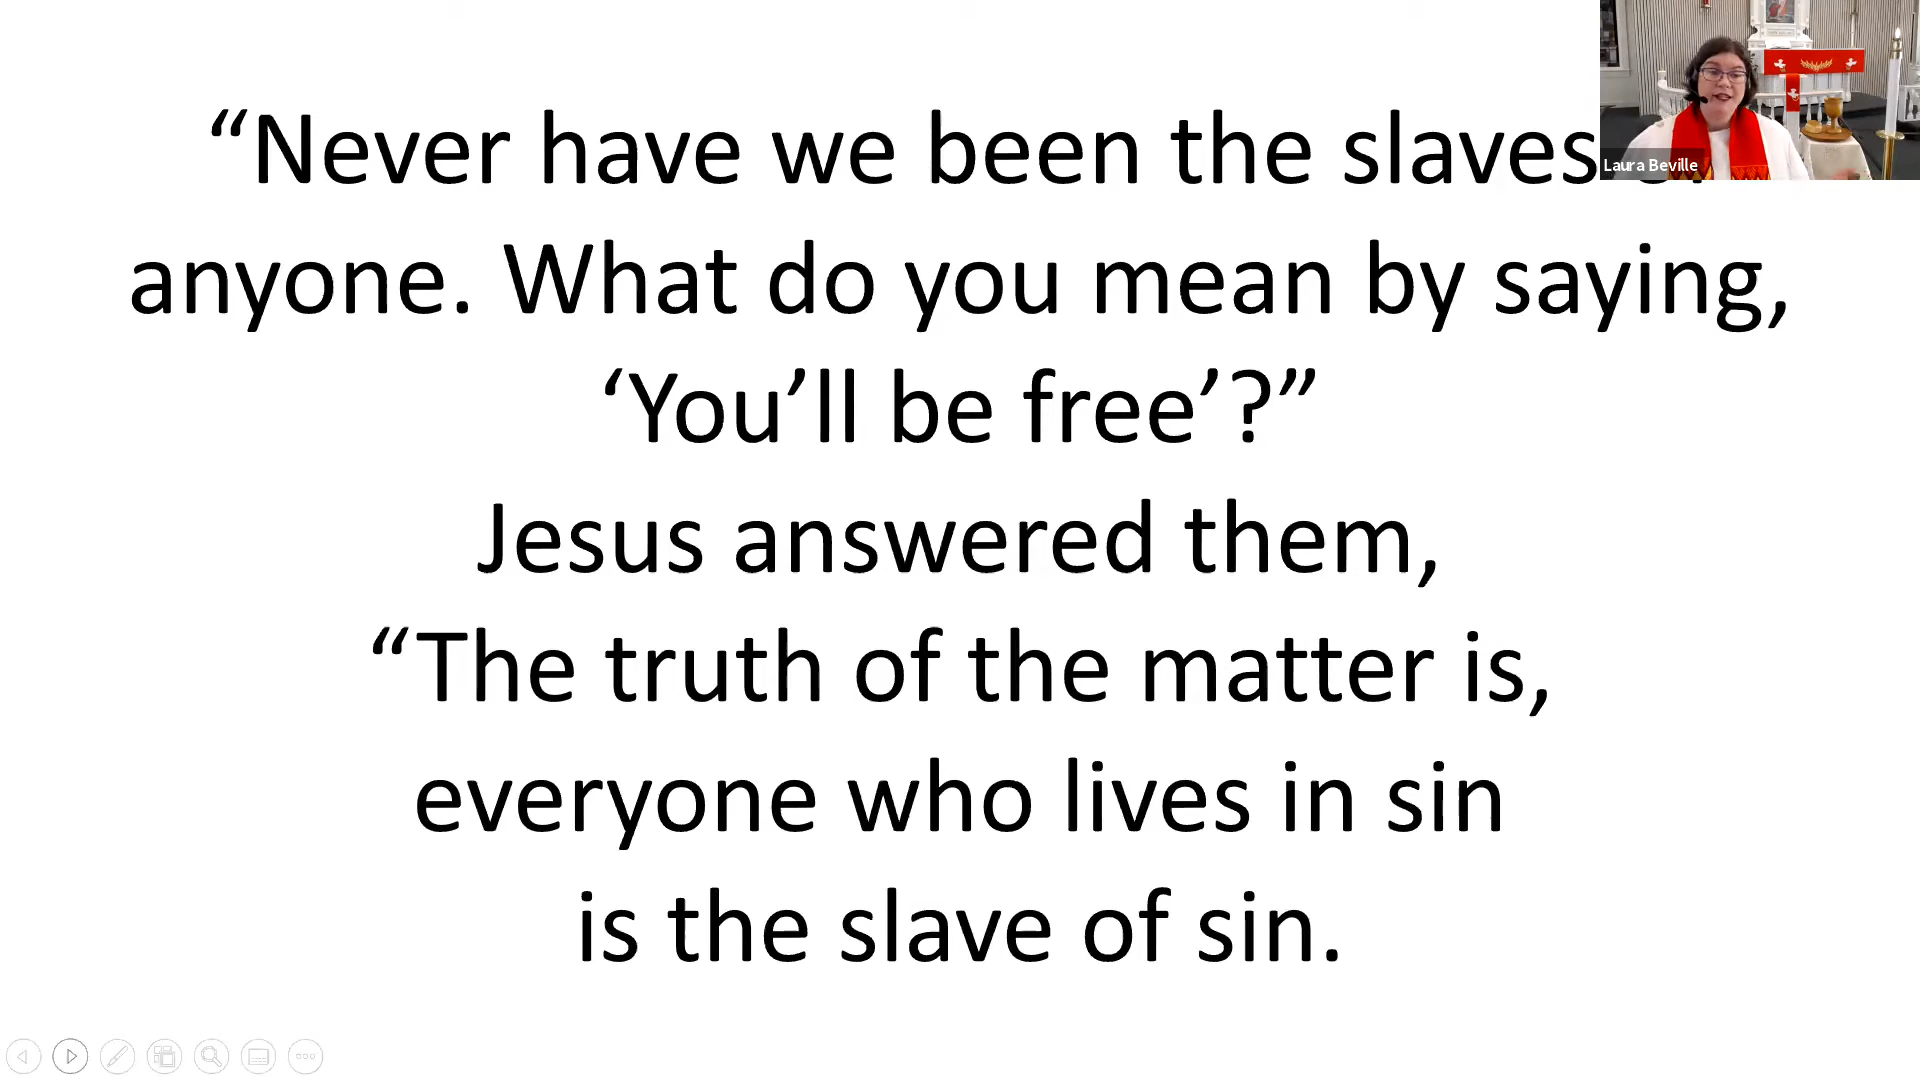 “Never have we been the slaves
anyone. What do you mean by saying,
‘You’ll be free’?”
Jesus answered them,
“The truth of the matter is,
everyone who lives in sin
is the slave of sin.
Laura Beville